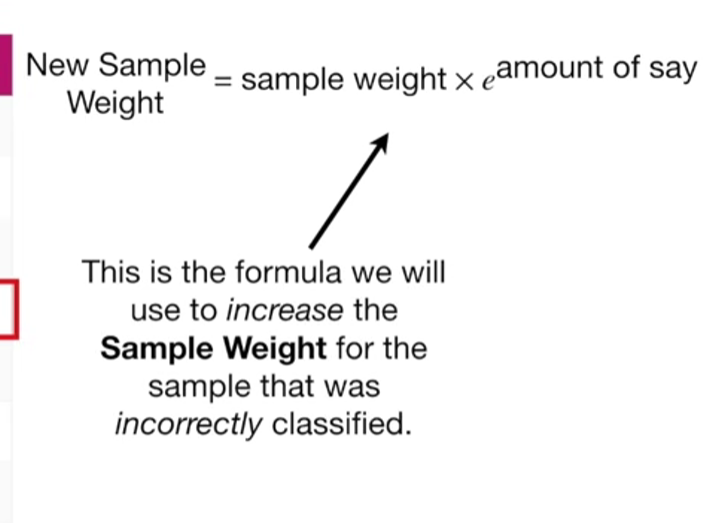 New Sample Weight = sample weight × e^amount of say
This is the formula we will
use to increase the
Sample Weight for the
sample that was
incorrectly classified.